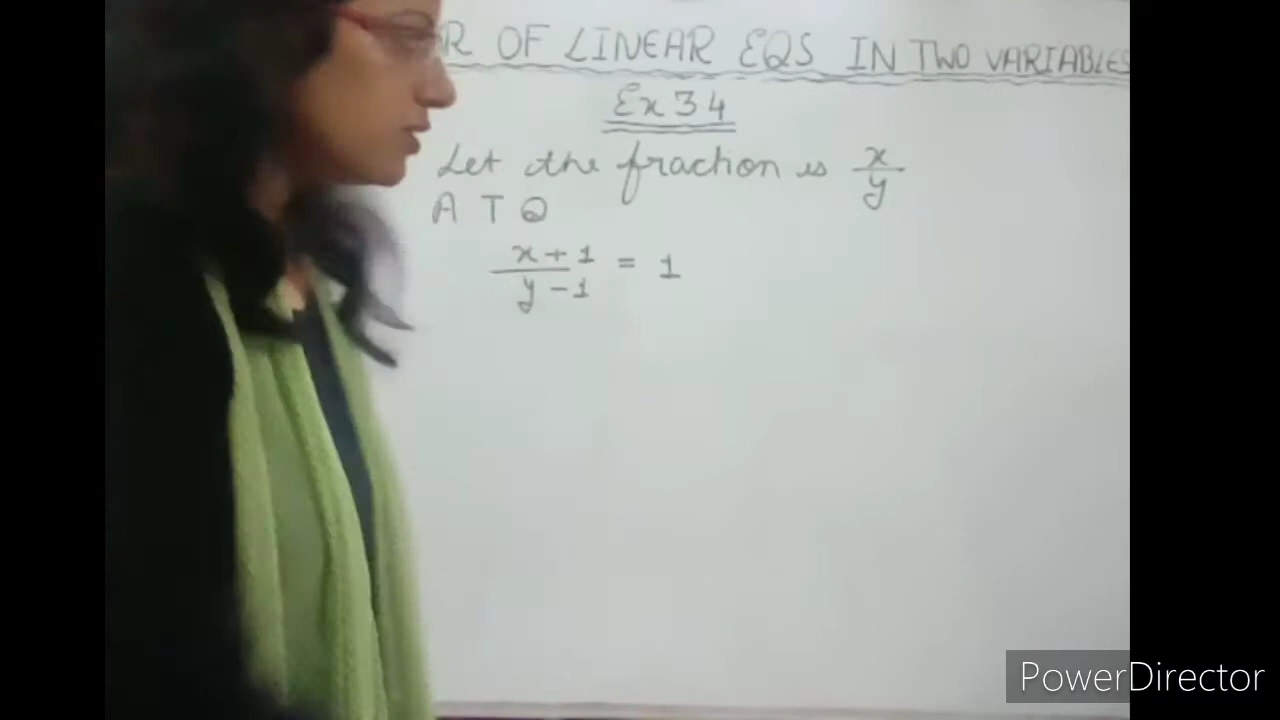 R OF LINEAR EQS IN TWO VARIABLES
Ex 3 4
Let the fraction is x/y
A T Q
x + 1 / y - 1 = 1
PowerDirector